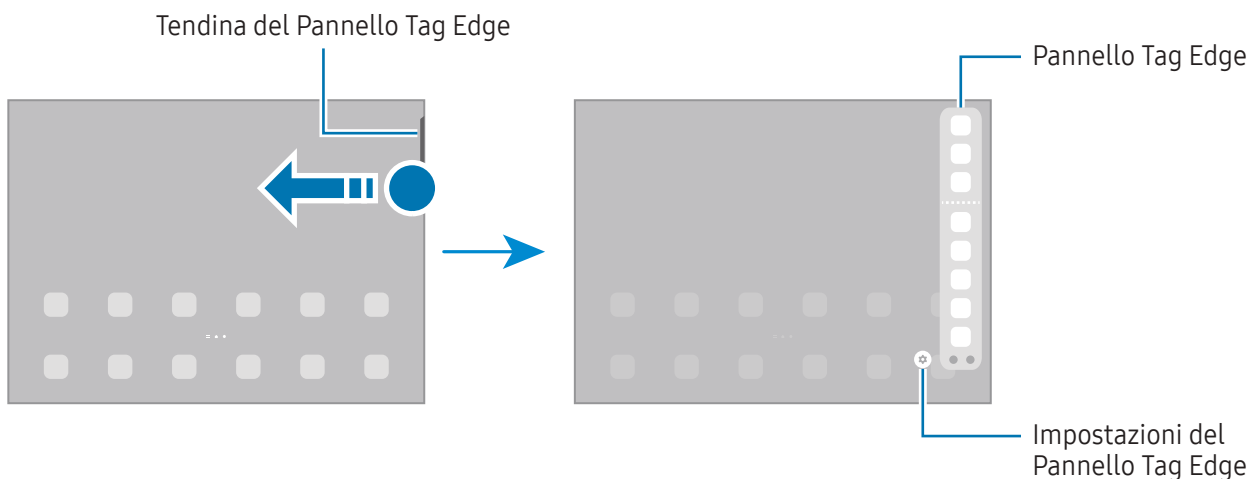 Tendina del Pannello Tag Edge
Pannello Tag Edge
Impostazioni del
Pannello Tag Edge